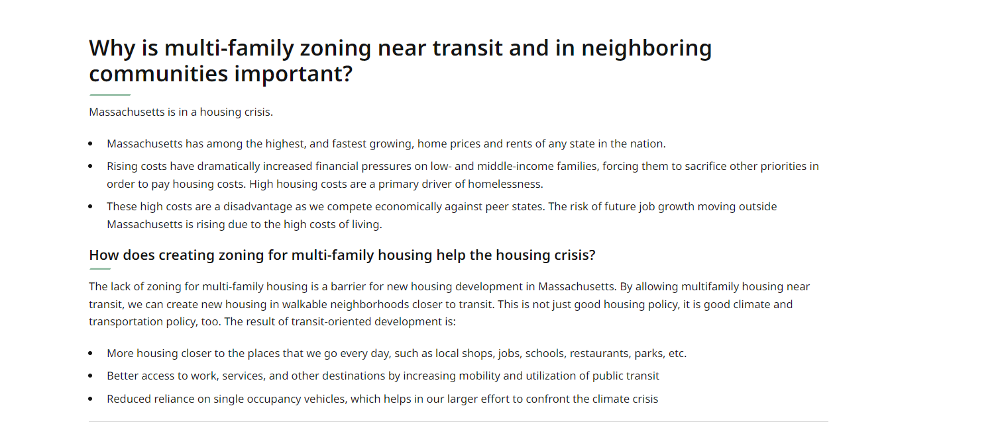 Why is multi-family zoning near transit and in neighboring
communities important?
Massachusetts is in a housing crisis.
• Massachusetts has among the highest, and fastest growing, home prices and rents of any state in the nation.
• Rising costs have dramatically increased financial pressures on low- and middle-income families, forcing them to sacrifice other priorities in
order to pay housing costs. High housing costs are a primary driver of homelessness.
• These high costs are a disadvantage as we compete economically against peer states. The risk of future job growth moving outside
Massachusetts is rising due to the high costs of living.
How does creating zoning for multi-family housing help the housing crisis?
The lack of zoning for multi-family housing is a barrier for new housing development in Massachusetts. By allowing multifamily housing near
transit, we can create new housing in walkable neighborhoods closer to transit. This is not just good housing policy, it is good climate and
transportation policy, too. The result of transit-oriented development is:
• More housing closer to the places that we go every day, such as local shops, jobs, schools, restaurants, parks, etc.
• Better access to work, services, and other destinations by increasing mobility and utilization of public transit
• Reduced reliance on single occupancy vehicles, which helps in our larger effort to confront the climate crisis